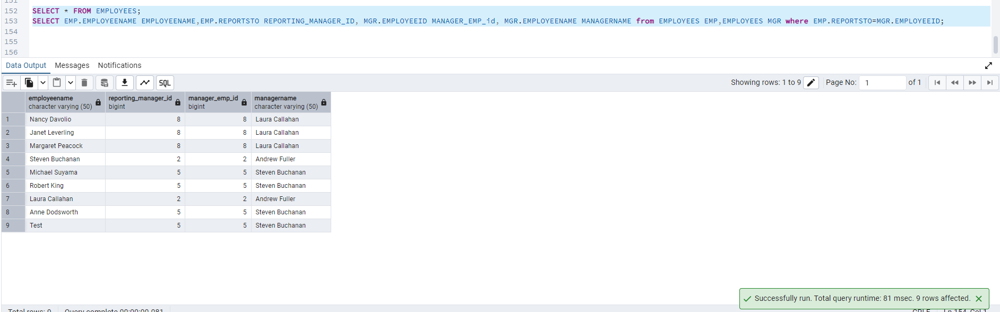 151
152 SELECT * FROM EMPLOYEES;
153 SELECT EMP.EMPLOYEENAME EMPLOYEENAME,EMP.REPORTSTO REPORTING_MANAGER_ID, MGR.EMPLOYEEID MANAGER_EMP_id, MGR.EMPLOYEENAME MANAGERNAME from EMPLOYEES EMP,EMPLOYEES MGR where EMP.REPORTSTO=MGR.EMPLOYEEID;
154
155
156
Data Output Messages Notifications
SQL Showing rows: 1 to 9 Page No: 1 of 1
employeename reporting_manager_id manager_emp_id managername
character varying (50) bigint bigint character varying (50)
1 Nancy Davolio 8 8 Laura Callahan
2 Janet Leverling 8 8 Laura Callahan
3 Margaret Peacock 8 8 Laura Callahan
4 Steven Buchanan 2 2 Andrew Fuller
5 Michael Suyama 5 5 Steven Buchanan
6 Robert King 5 5 Steven Buchanan
7 Laura Callahan 2 2 Andrew Fuller
8 Anne Dodsworth 5 5 Steven Buchanan
9 Test 5 5 Steven Buchanan
Successfully run. Total query runtime: 81 msec. 9 rows affected.
Total rows: 9 Query complete 00:00:00.081 CRLF Ln 154, Col 1